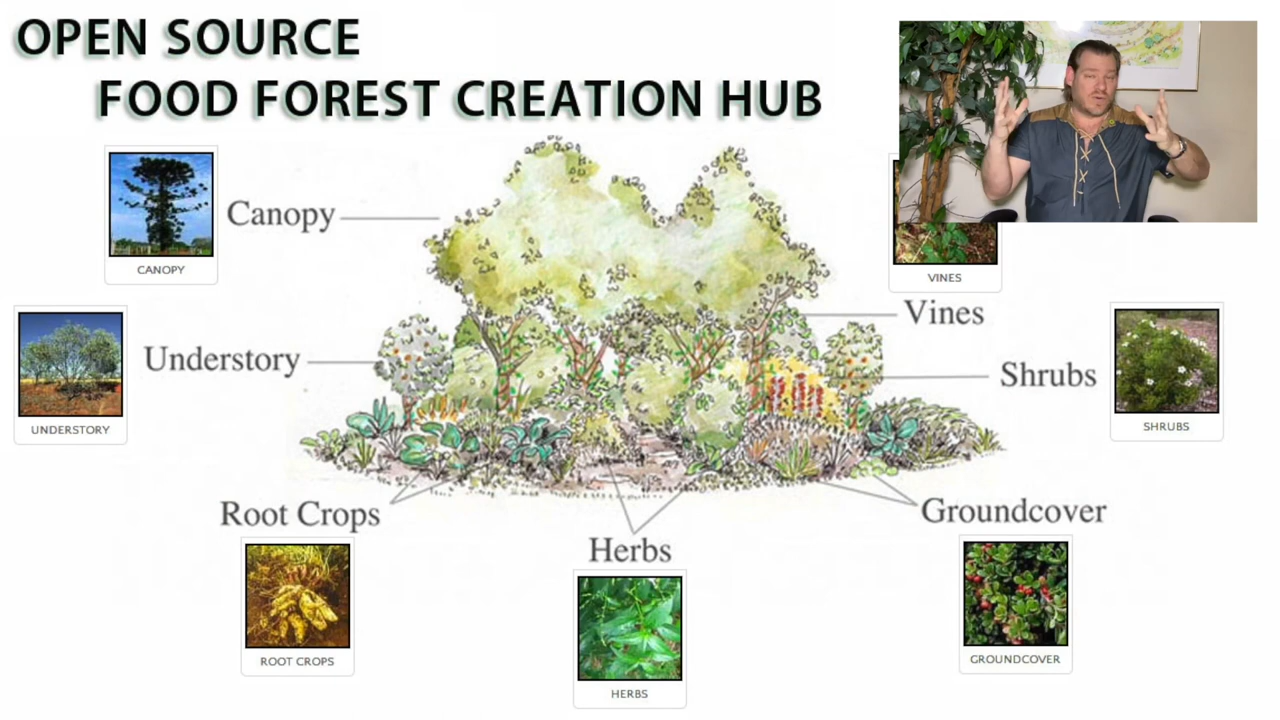 OPEN SOURCE
FOOD FOREST CREATION HUB
Canopy
CANOPY
VINES
Vines
Understory
UNDERSTORY
Shrubs
SHRUBS
Root Crops
ROOT CROPS
Herbs
HERBS
Groundcover
GROUNDCOVER